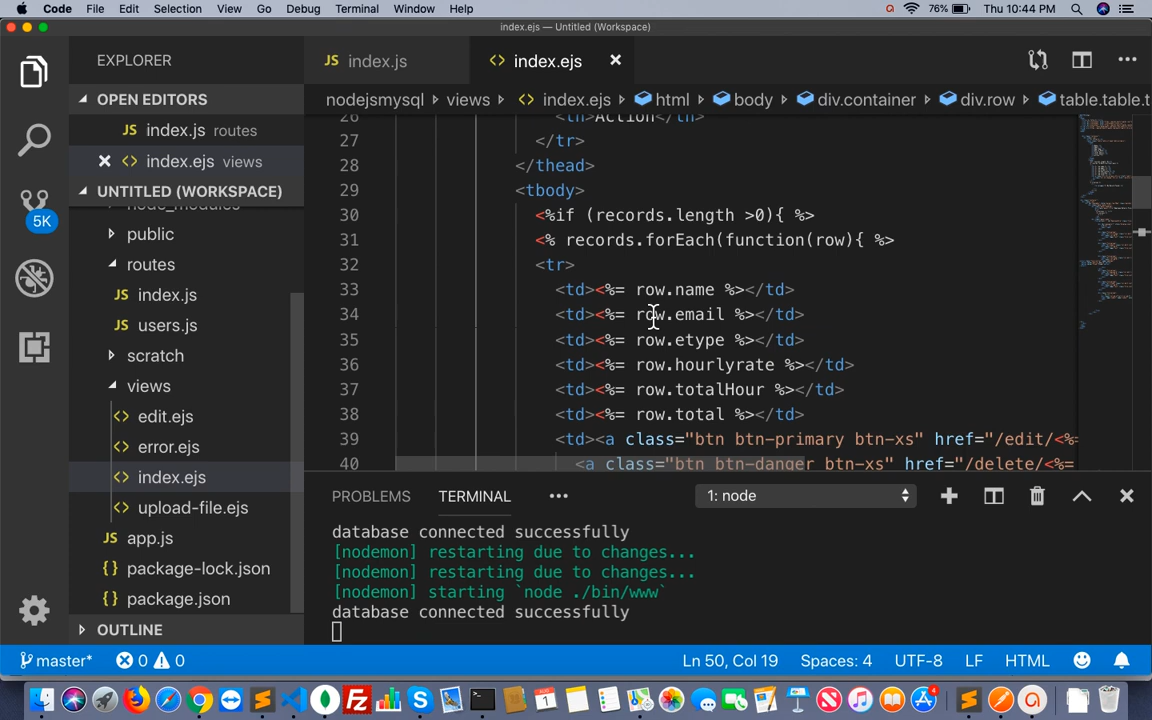 Code File Edit Selection View Go Debug Terminal Window Help 76% Thu 10:44 PM
index.ejs — Untitled (Workspace)
EXPLORER
JS index.js
<> index.ejs
OPEN EDITORS
JS index.js routes
<> index.ejs views
UNTITLED (WORKSPACE)
node_modules
public
routes
JS index.js
JS users.js
scratch
views
<> edit.ejs
<> error.ejs
<> index.ejs
<> upload-file.ejs
JS app.js
{} package-lock.json
{} package.json
OUTLINE
5K
nodejsmysql views <> index.ejs html body div.container div.row table.table.t
26 <th>Action</th>
27 </tr>
28 </thead>
29 <tbody>
30 <%if (records.length >0){ %>
31 <% records.forEach(function(row){ %>
32 <tr>
33 <td><%= row.name %></td>
34 <td><%= row.email %></td>
35 <td><%= row.etype %></td>
36 <td><%= row.hourlyrate %></td>
37 <td><%= row.totalHour %></td>
38 <td><%= row.total %></td>
39 <td><a class="btn btn-primary btn-xs" href="/edit/<%=
40 <a class="btn btn-danger btn-xs" href="/delete/<%=
PROBLEMS TERMINAL ••• 1: node
database connected successfully
[nodemon] restarting due to changes...
[nodemon] restarting due to changes...
[nodemon] starting `node ./bin/www`
database connected successfully
master* 0 0 Ln 50, Col 19 Spaces: 4 UTF-8 LF HTML